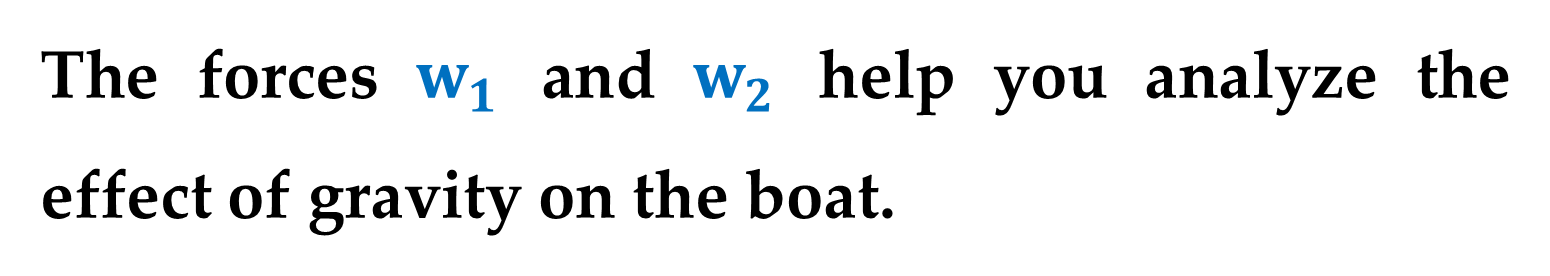 The forces w₁ and w₂ help you analyze the
effect of gravity on the boat.